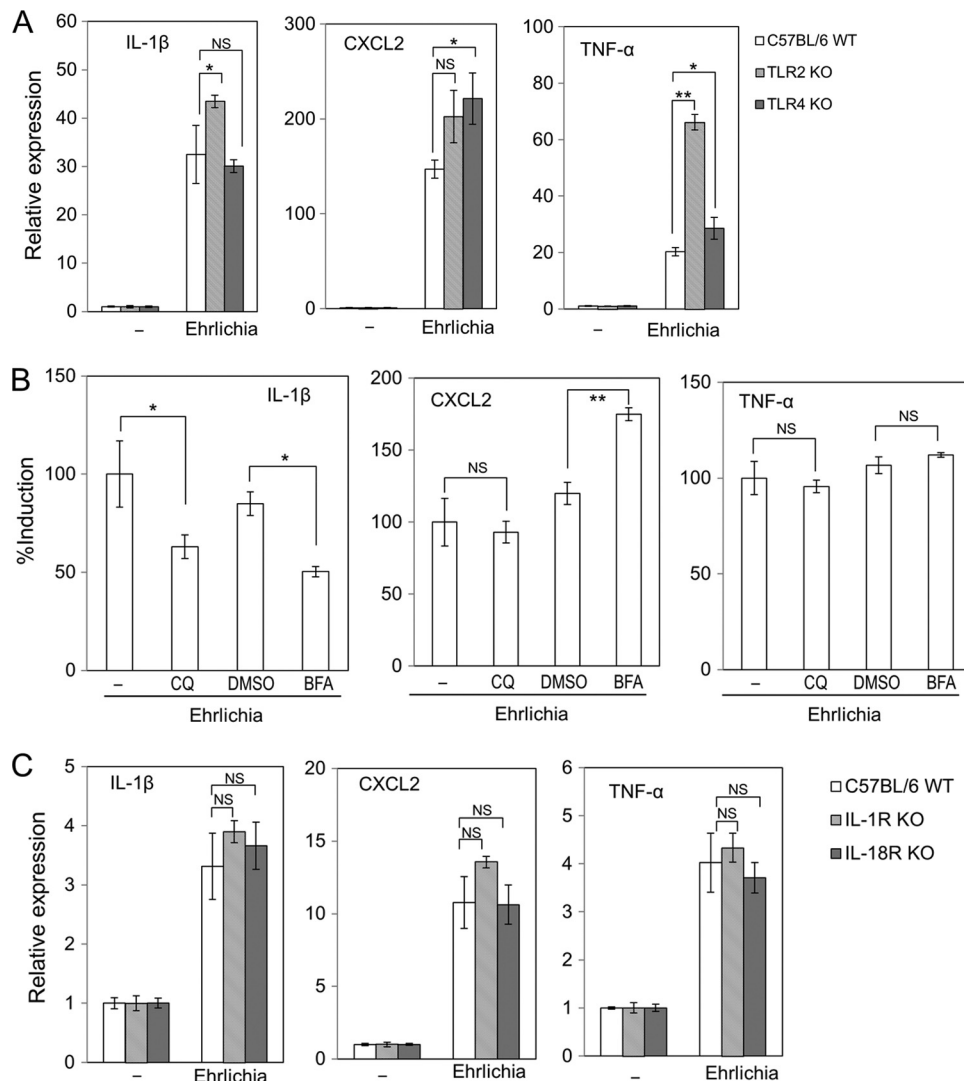 A
IL-1β
CXCL2
TNF-α
Relative expression
60
50
40
30
20
10
0
NS
*
– Ehrlichia
300
200
100
0
*
NS
– Ehrlichia
100
80
60
40
20
0
*
**
– Ehrlichia
C57BL/6 WT
TLR2 KO
TLR4 KO
B
IL-1β
%Induction
150
100
50
0
*
*
– CQ DMSO BFA
Ehrlichia
CXCL2
200
150
100
50
0
NS
**
– CQ DMSO BFA
Ehrlichia
TNF-α
150
100
50
0
NS
NS
– CQ DMSO BFA
Ehrlichia
C
IL-1β
Relative expression
5
4
3
2
1
0
NS
NS
– Ehrlichia
CXCL2
20
15
10
5
0
NS
NS
– Ehrlichia
TNF-α
6
5
4
3
2
1
0
NS
NS
– Ehrlichia
C57BL/6 WT
IL-1R KO
IL-18R KO